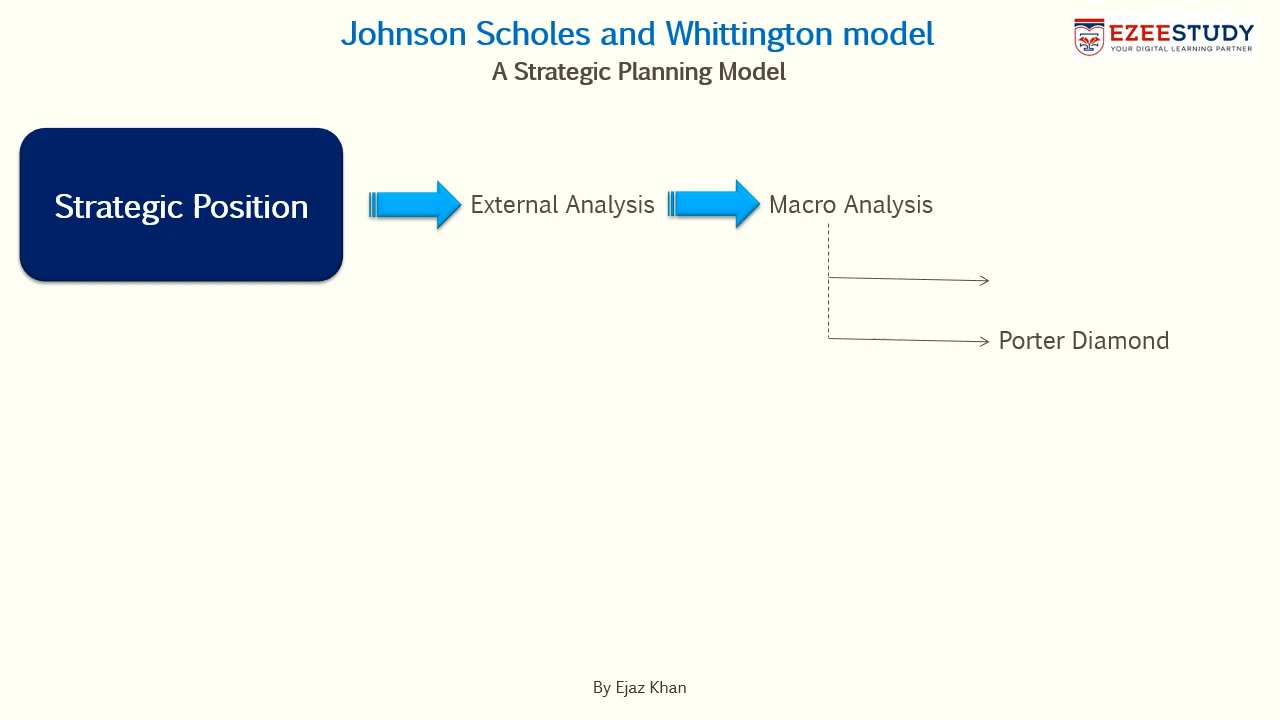 Johnson Scholes and Whittington model
A Strategic Planning Model
EZEESTUDY
YOUR DIGITAL LEARNING PARTNER
Strategic Position
External Analysis
Macro Analysis
Porter Diamond
By Ejaz Khan